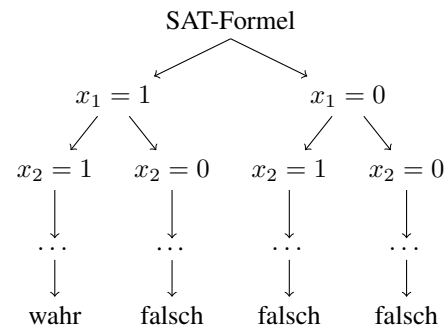 SAT-Formel
x₁ = 1 x₁ = 0
x₂ = 1 x₂ = 0 x₂ = 1 x₂ = 0
... ... ... ...
wahr falsch falsch falsch